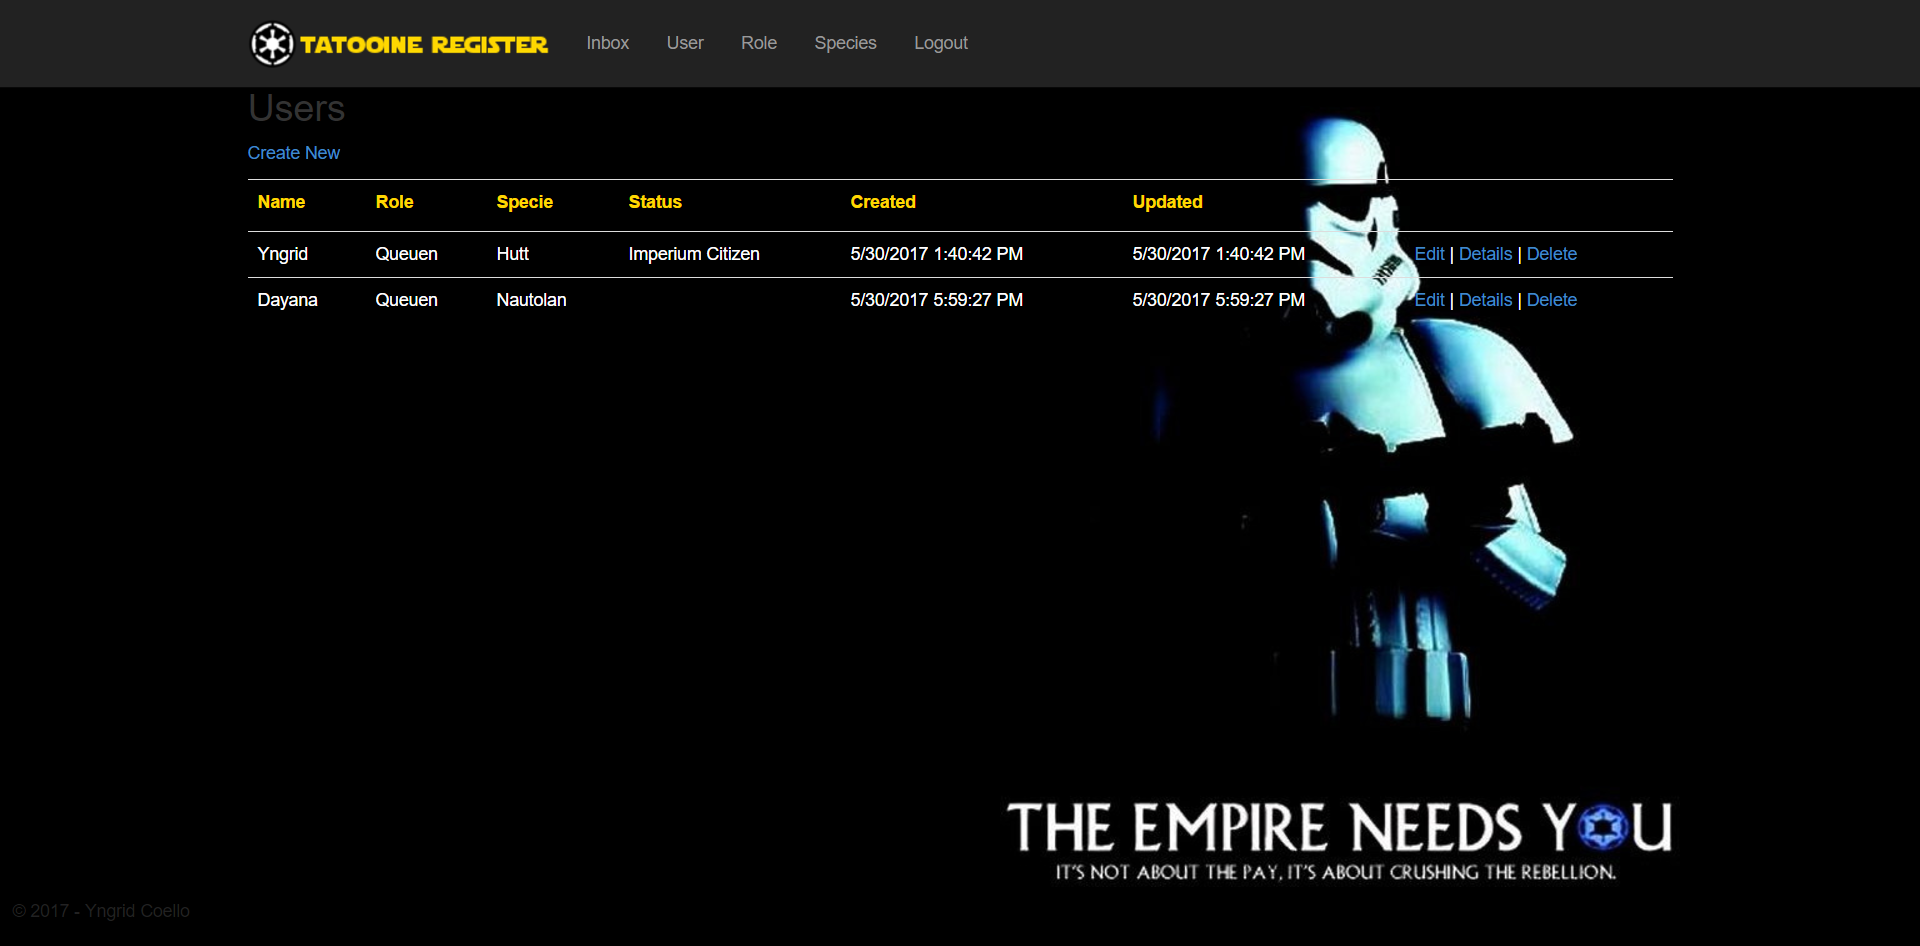 TATOOINE REGISTER Inbox User Role Species Logout
Users
Create New
Name Role Specie Status Created Updated
Yngrid Queuen Hutt Imperium Citizen 5/30/2017 1:40:42 PM 5/30/2017 1:40:42 PM Edit | Details | Delete
Dayana Queuen Nautolan 5/30/2017 5:59:27 PM 5/30/2017 5:59:27 PM Edit | Details | Delete
THE EMPIRE NEEDS YOU
IT'S NOT ABOUT THE PAY, IT'S ABOUT CRUSHING THE REBELLION.
© 2017 - Yngrid Coello